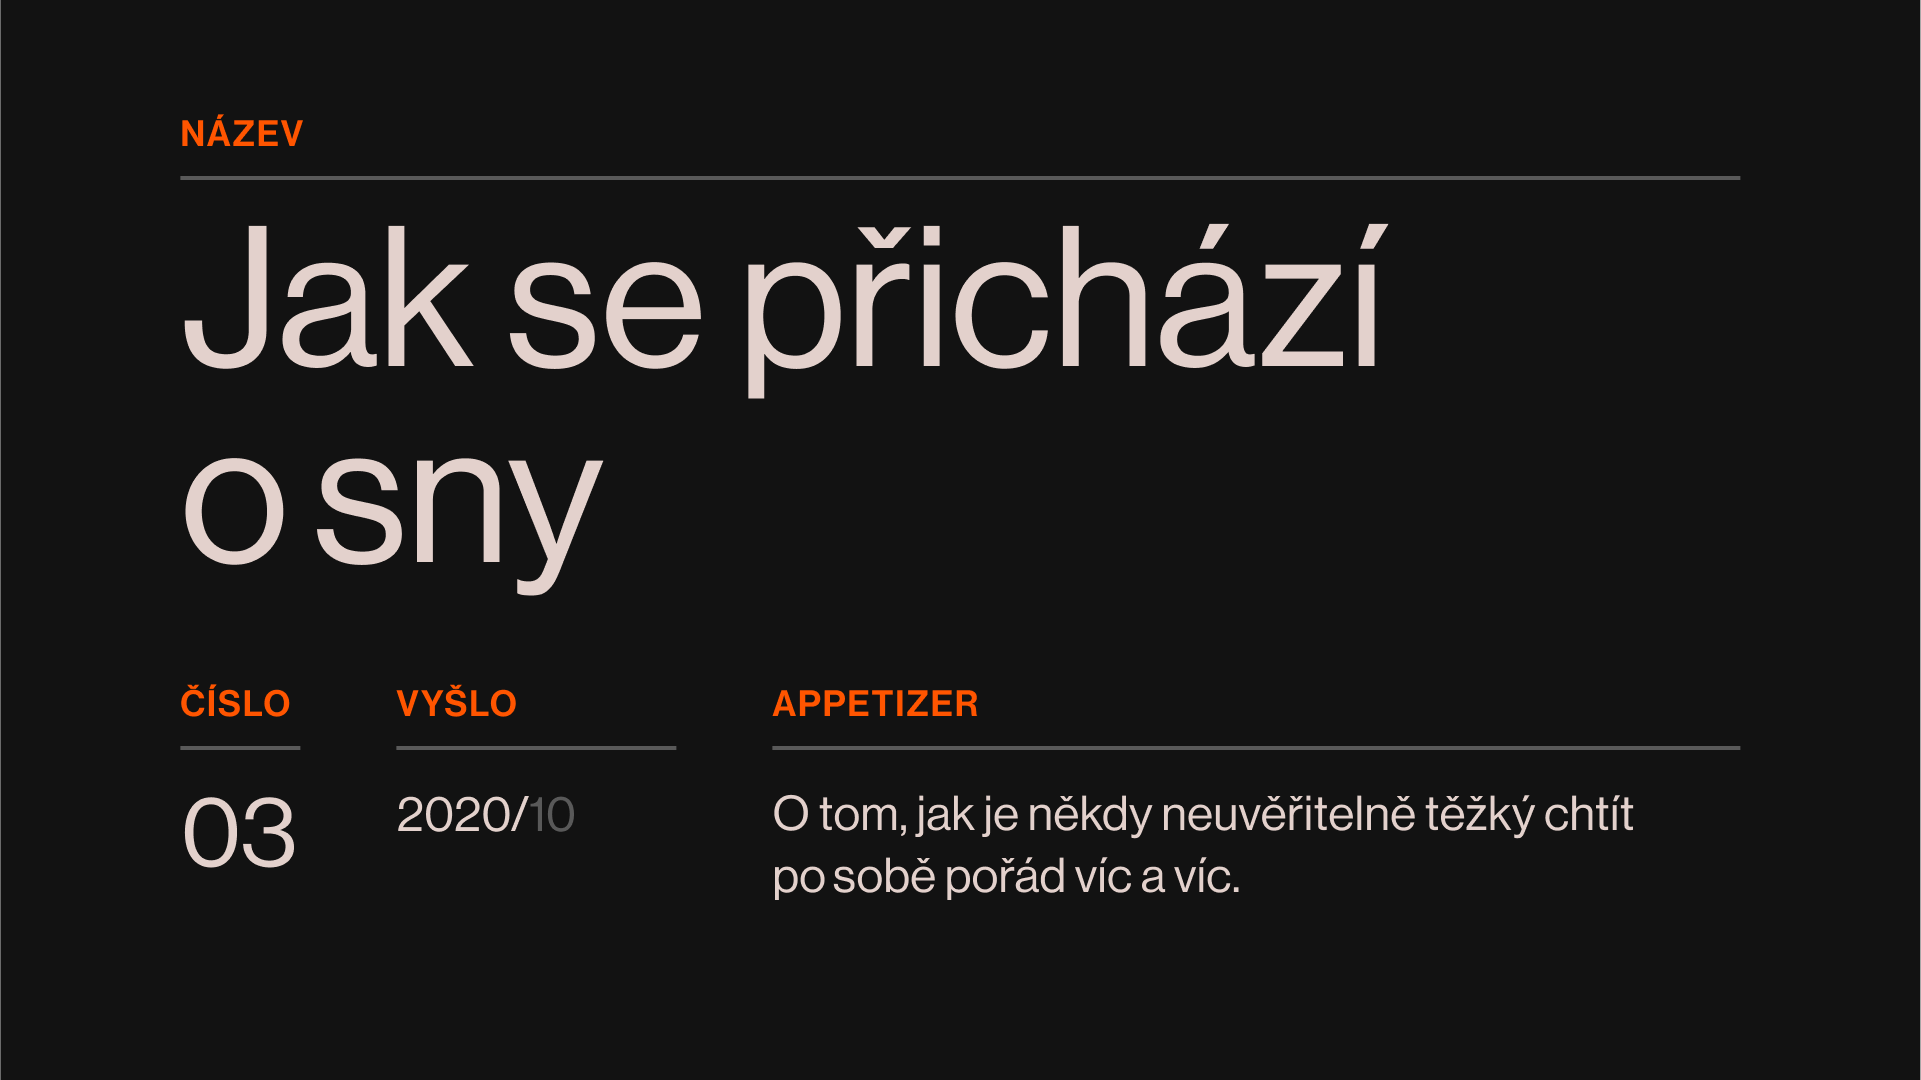 NÁZEV
Jak se přichází
o sny
ČÍSLO
03
VYŠLO
2020/10
APPETIZER
O tom, jak je někdy neuvěřitelně těžký chtít
po sobě pořád víc a víc.